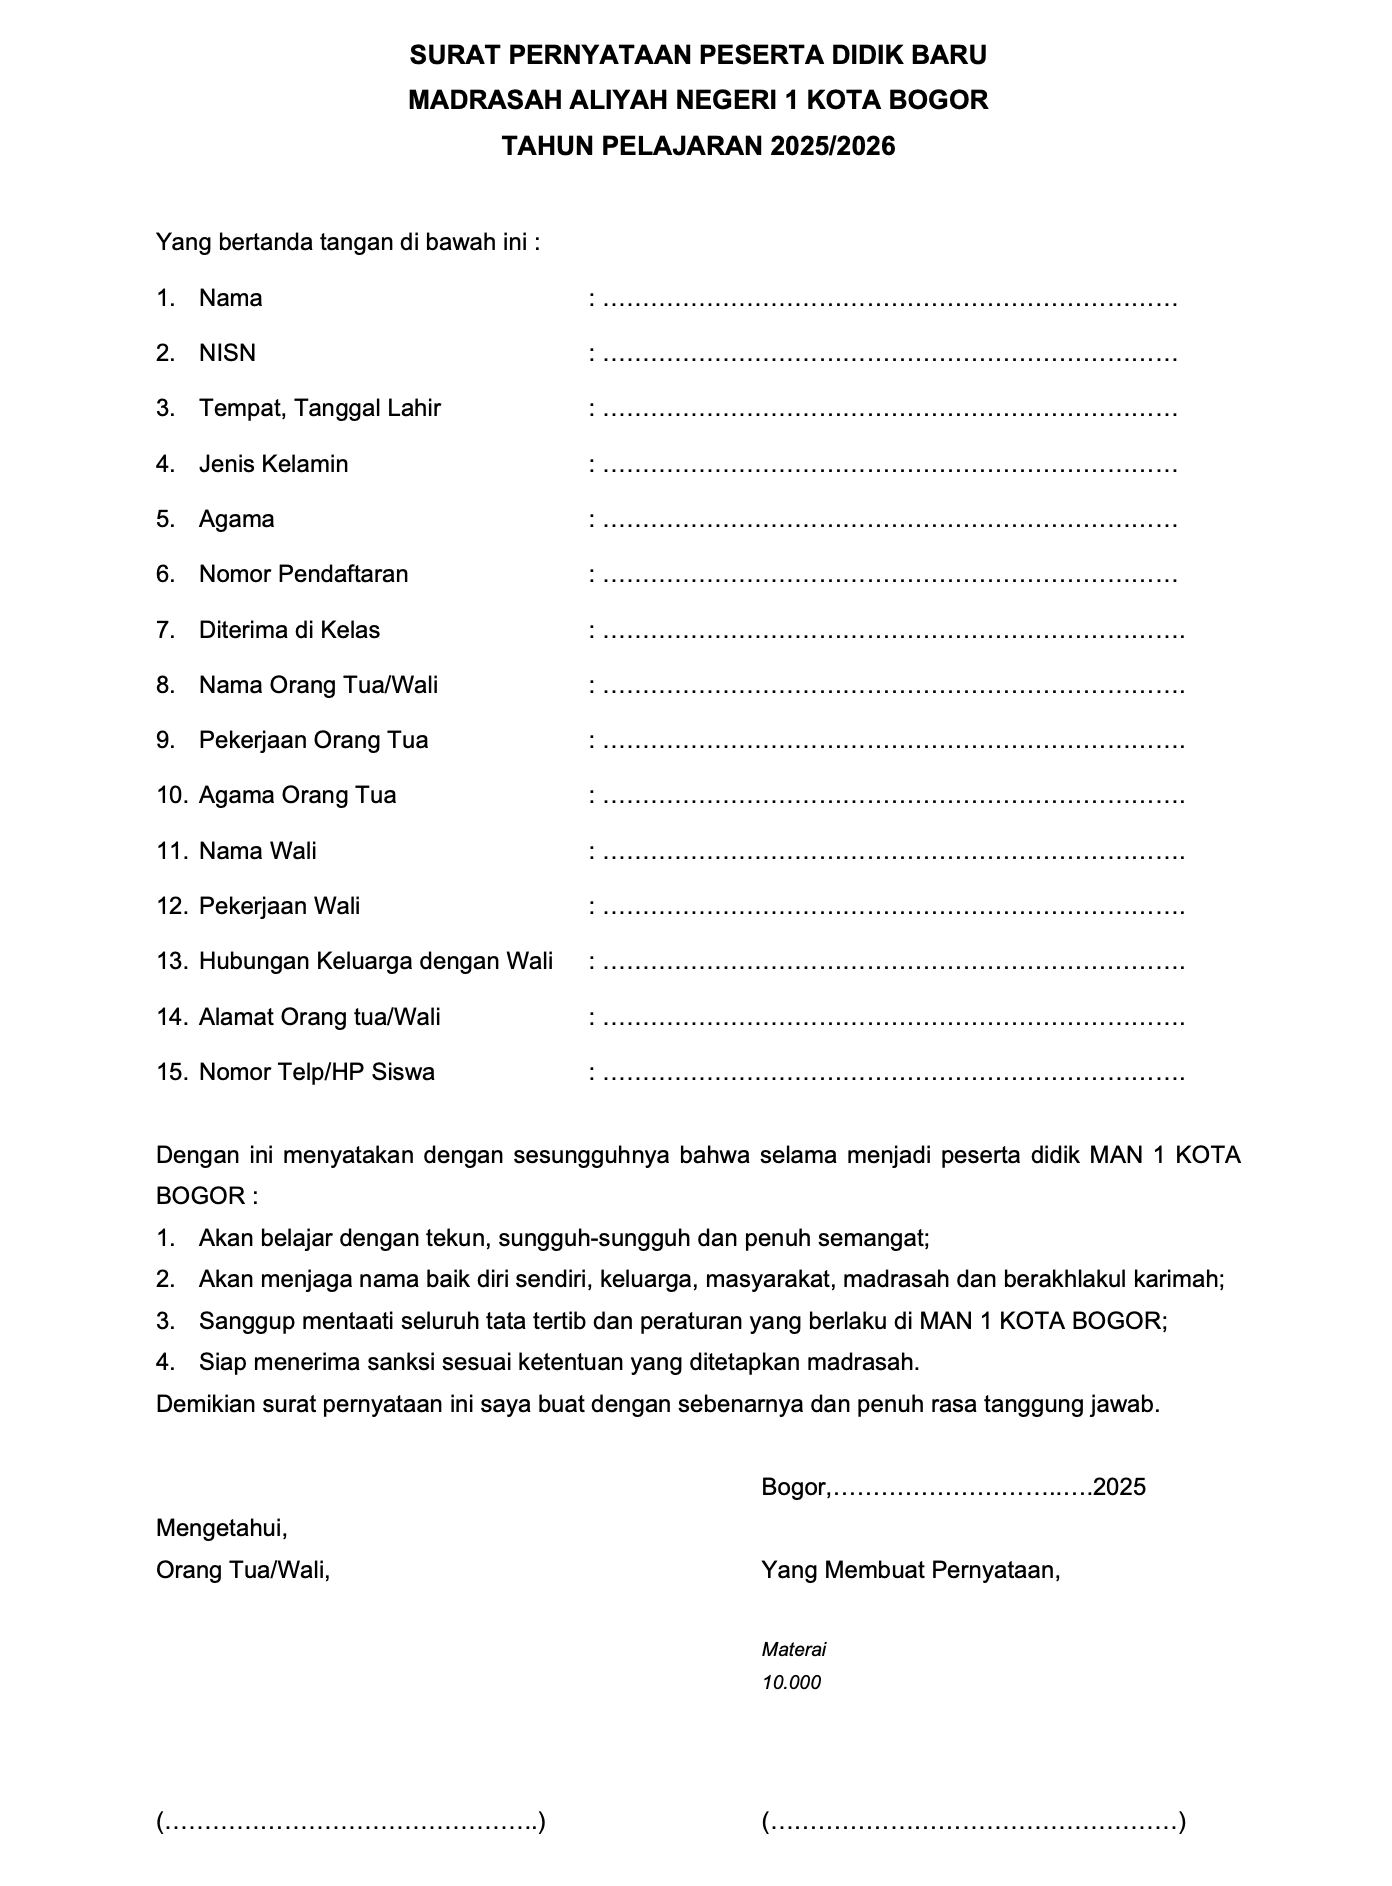 SURAT PERNYATAAN PESERTA DIDIK BARU
MADRASAH ALIYAH NEGERI 1 KOTA BOGOR
TAHUN PELAJARAN 2025/2026
Yang bertanda tangan di bawah ini :
1. Nama : ……………………………………………………………….……
2. NISN : ……………………………………………………………….……
3. Tempat, Tanggal Lahir : ……………………………………………………………….……
4. Jenis Kelamin : ……………………………………………………………….……
5. Agama : ……………………………………………………………….……
6. Nomor Pendaftaran : ……………………………………………………………….……
7. Diterima di Kelas : ……………………………………………………………….…….
8. Nama Orang Tua/Wali : ……………………………………………………………….…….
9. Pekerjaan Orang Tua : ……………………………………………………………….…….
10. Agama Orang Tua : ……………………………………………………………….…….
11. Nama Wali : ……………………………………………………………….…….
12. Pekerjaan Wali : ……………………………………………………………….…….
13. Hubungan Keluarga dengan Wali : ……………………………………………………………….…….
14. Alamat Orang tua/Wali : ……………………………………………………………….…….
15. Nomor Telp/HP Siswa : ……………………………………………………………….…….
Dengan ini menyatakan dengan sesungguhnya bahwa selama menjadi peserta didik MAN 1 KOTA
BOGOR :
1. Akan belajar dengan tekun, sungguh-sungguh dan penuh semangat;
2. Akan menjaga nama baik diri sendiri, keluarga, masyarakat, madrasah dan berakhlakul karimah;
3. Sanggup mentaati seluruh tata tertib dan peraturan yang berlaku di MAN 1 KOTA BOGOR;
4. Siap menerima sanksi sesuai ketentuan yang ditetapkan madrasah.
Demikian surat pernyataan ini saya buat dengan sebenarnya dan penuh rasa tanggung jawab.
Bogor,………………………..….2025
Mengetahui,
Orang Tua/Wali, Yang Membuat Pernyataan,
Materai
10.000
(………….……………………………..) (….…………………………………………)